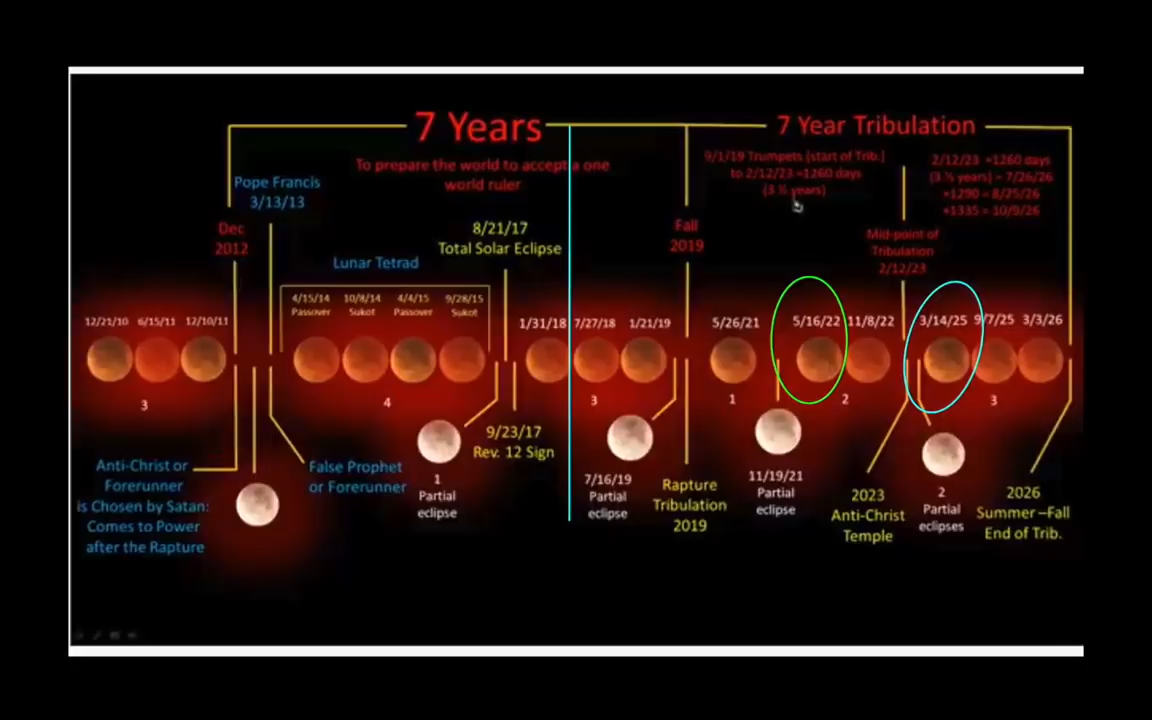 7 Years
To prepare the world to accept a one
world ruler
7 Year Tribulation
9/1/19 Trumpets (start of Trib.)
to 2/12/23 =1260 days
(3 ½ years)
2/12/23 +1260 days
(3 ½ years) = 7/26/26
+1290 = 8/25/26
+1335 = 10/9/26
Pope Francis
3/13/13
Dec
2012
8/21/17
Total Solar Eclipse
Fall
2019
Mid-point of
Tribulation
2/12/23
Lunar Tetrad
4/15/14
Passover
10/8/14
Sukot
4/4/15
Passover
9/28/15
Sukot
12/21/10
6/15/11
12/10/11
1/31/18
7/27/18
1/21/19
5/26/21
5/16/22
11/8/22
3/14/25
9/7/25
3/3/26
3
4
3
1
2
3
Anti-Christ or
Forerunner
is Chosen by Satan:
Comes to Power
after the Rapture
False Prophet
or Forerunner
1
Partial
eclipse
9/23/17
Rev. 12 Sign
7/16/19
Partial
eclipse
Rapture
Tribulation
2019
11/19/21
Partial
eclipse
2023
Anti-Christ
Temple
2
Partial
eclipses
2026
Summer –Fall
End of Trib.